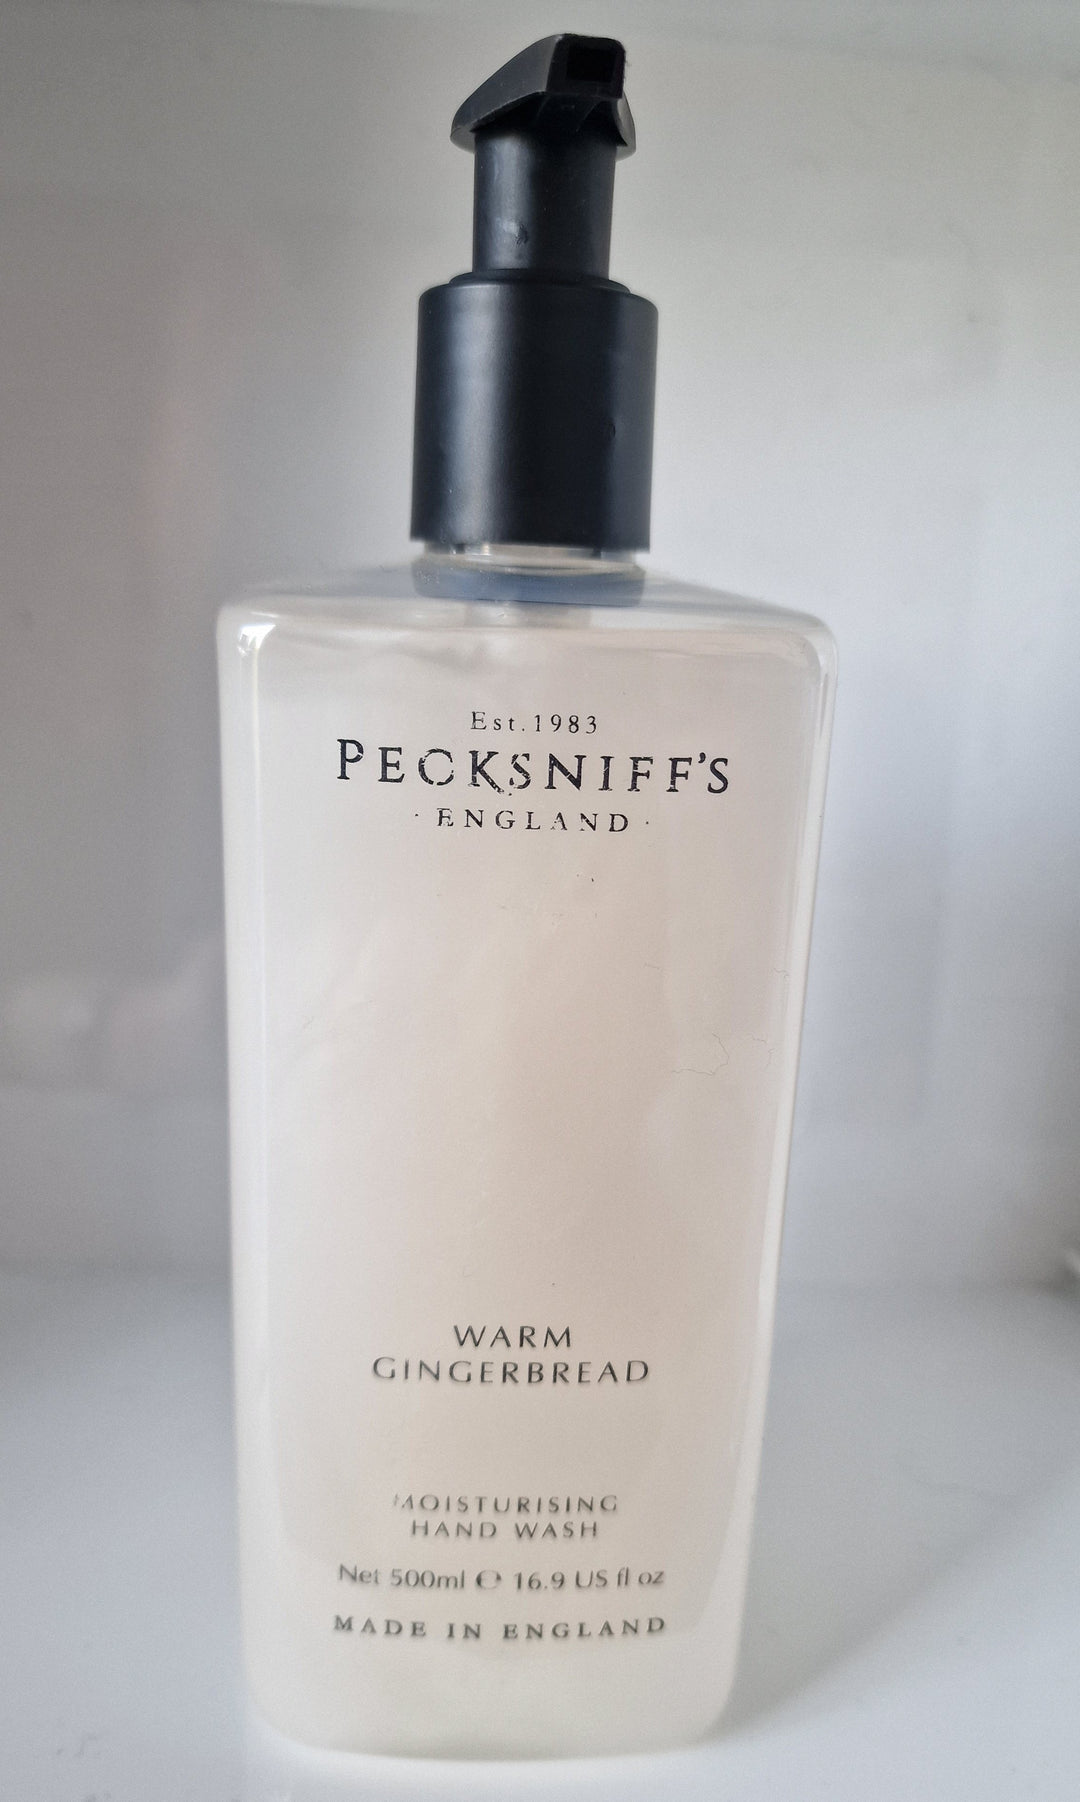 Est.1983
PECKSNIFF'S
· ENGLAND ·
WARM
GINGERBREAD
MOISTURISING
HAND WASH
Net 500ml ℮ 16.9 US fl oz
MADE IN ENGLAND